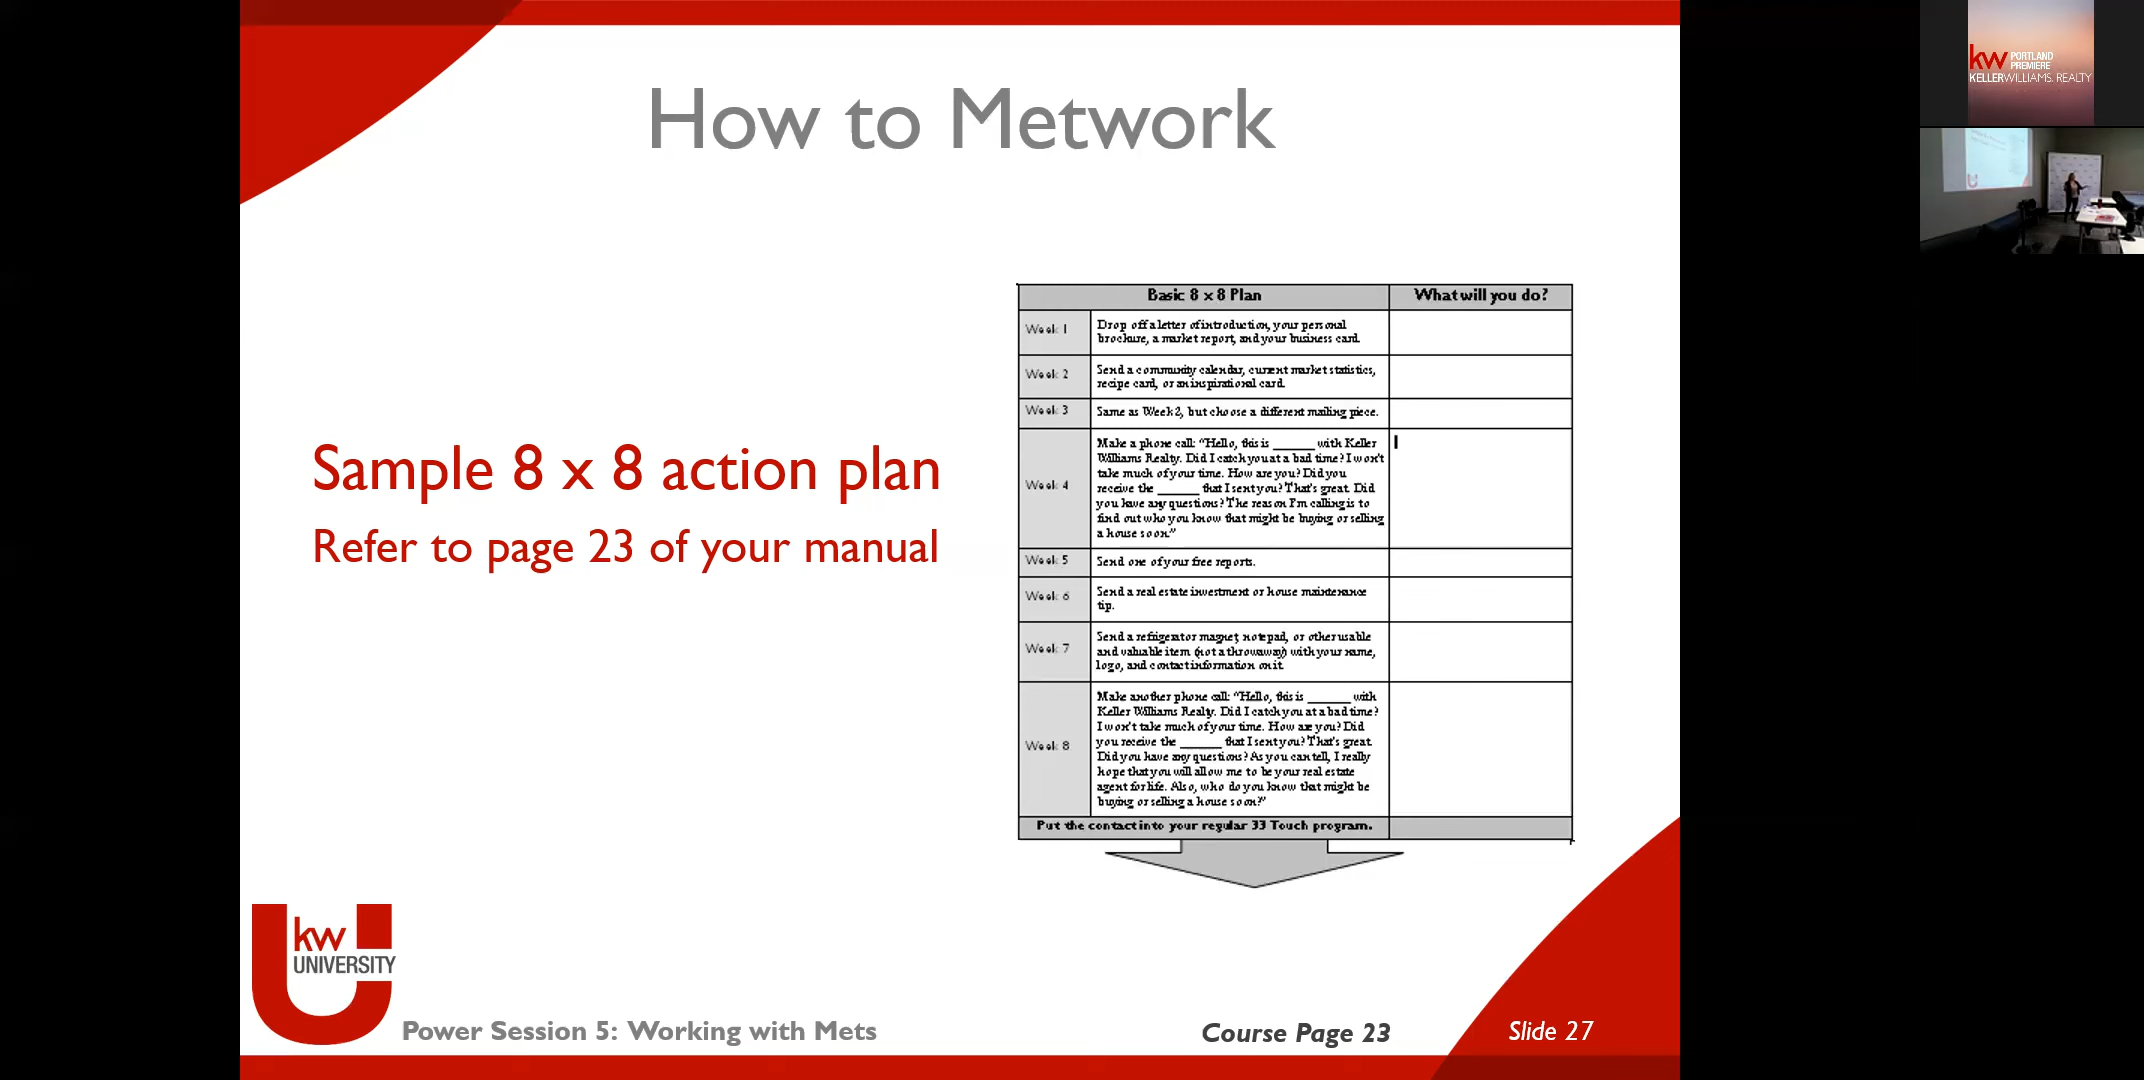 How to Metwork
Sample 8 x 8 action plan
Refer to page 23 of your manual
Basic 8 x 8 Plan
What will you do?
Week 1
Drop off a letter of introduction, your personal
brochure, a market report, and your business card.
Week 2
Send a community calendar, current market statistics,
recipe card, or an inspirational card.
Week 3
Same as Week 2, but choose a different mailing piece.
Week 4
Make a phone call: “Hello, this is ______ with Keller
Williams Realty. Did I catch you at a bad time? I won't
take much of your time. How are you? Did you
receive the ______ that I sent you? That's great. Did
you have any questions? The reason I'm calling is to
find out who you know that might be buying or selling
a house soon.”
Week 5
Send one of your free reports.
Week 6
Send a real estate investment or house maintenance
tip.
Week 7
Send a refrigerator magnet, notepad, or other usable
and valuable item (not a throwaway) with your name,
logo, and contact information on it.
Week 8
Make another phone call: “Hello, this is ______ with
Keller Williams Realty. Did I catch you at a bad time?
I won't take much of your time. How are you? Did
you receive the ______ that I sent you? That's great.
Did you have any questions? As you can tell, I really
hope that you will allow me to be your real estate
agent for life. Also, who do you know that might be
buying or selling a house soon?”
Put the contact into your regular 33 Touch program.
kw
UNIVERSITY
Power Session 5: Working with Mets
Course Page 23
Slide 27
kw PORTLAND
PREMIERE
KELLERWILLIAMS. REALTY